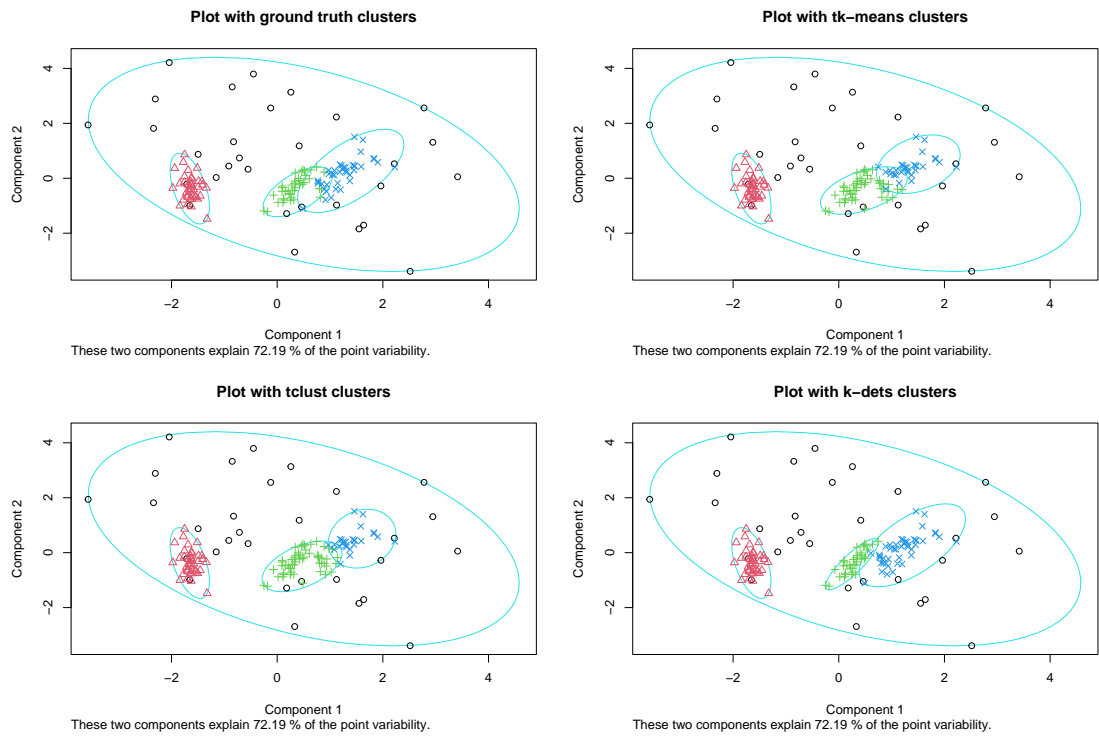 Plot with ground truth clusters
Component 2
4
2
0
−2
−2
0
2
4
Component 1
These two components explain 72.19 % of the point variability.
Plot with tk−means clusters
Component 2
4
2
0
−2
−2
0
2
4
Component 1
These two components explain 72.19 % of the point variability.
Plot with tclust clusters
Component 2
4
2
0
−2
−2
0
2
4
Component 1
These two components explain 72.19 % of the point variability.
Plot with k−dets clusters
Component 2
4
2
0
−2
−2
0
2
4
Component 1
These two components explain 72.19 % of the point variability.